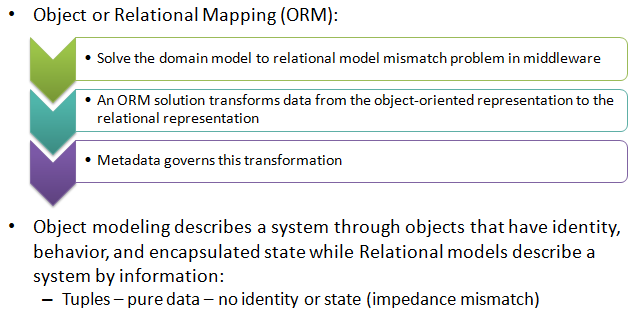 • Object or Relational Mapping (ORM):
• Solve the domain model to relational model mismatch problem in middleware
• An ORM solution transforms data from the object-oriented representation to the
relational representation
• Metadata governs this transformation
• Object modeling describes a system through objects that have identity,
behavior, and encapsulated state while Relational models describe a
system by information:
– Tuples – pure data – no identity or state (impedance mismatch)